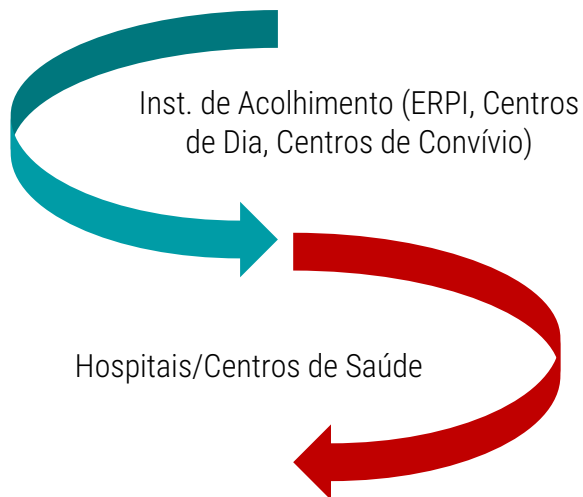 Inst. de Acolhimento (ERPI, Centros
de Dia, Centros de Convívio)
Hospitais/Centros de Saúde